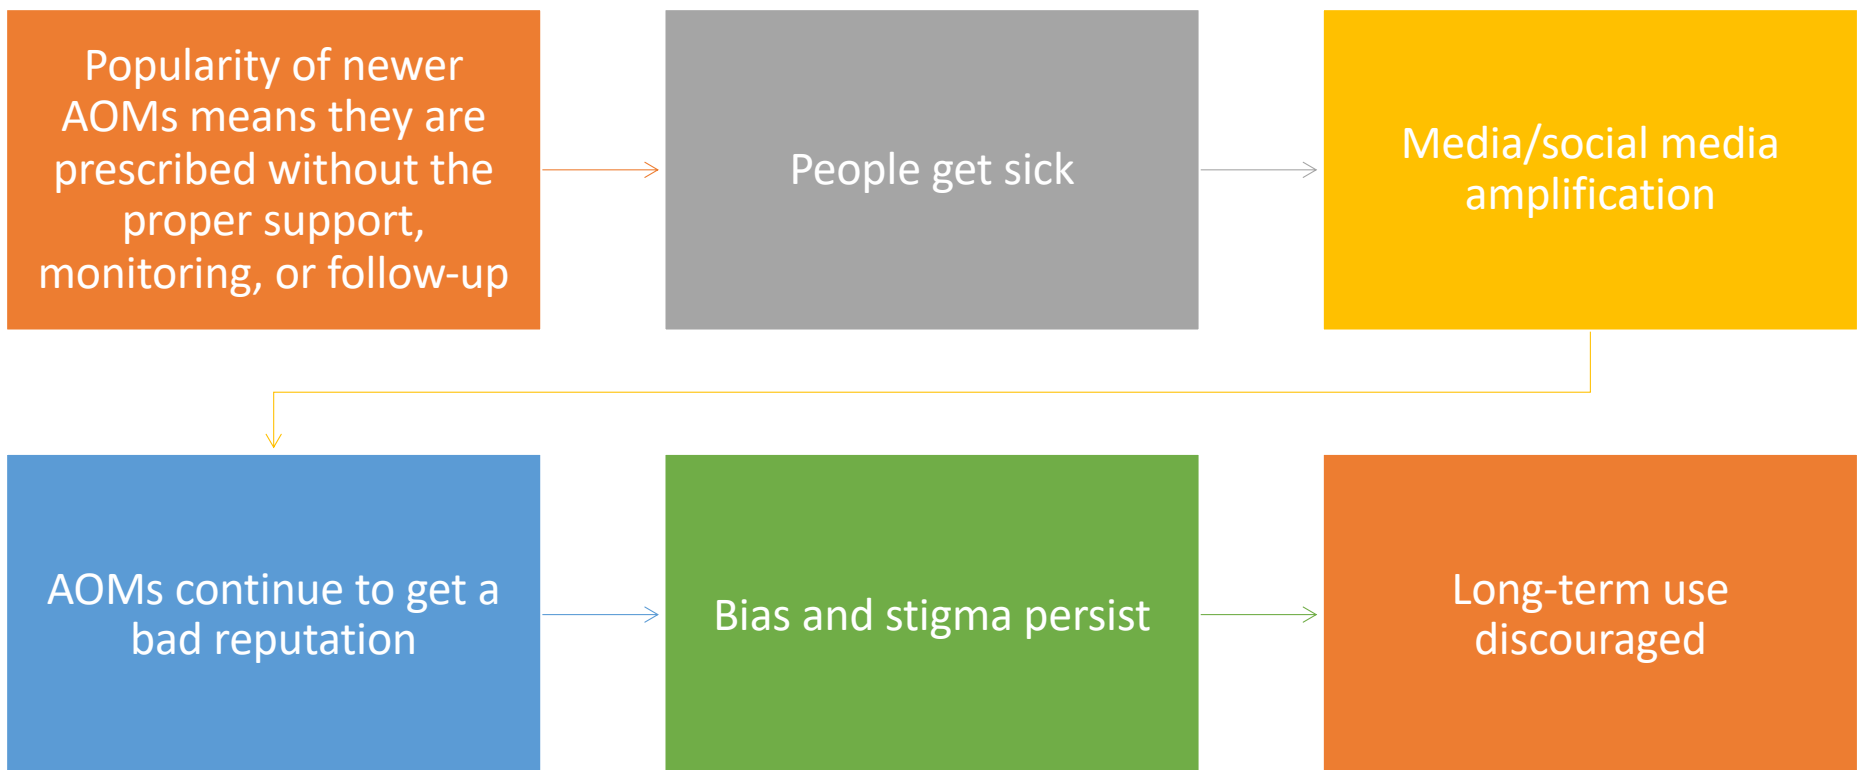 Popularity of newer
AOMs means they are
prescribed without the
proper support,
monitoring, or follow-up
People get sick
Media/social media
amplification
AOMs continue to get a
bad reputation
Bias and stigma persist
Long-term use
discouraged